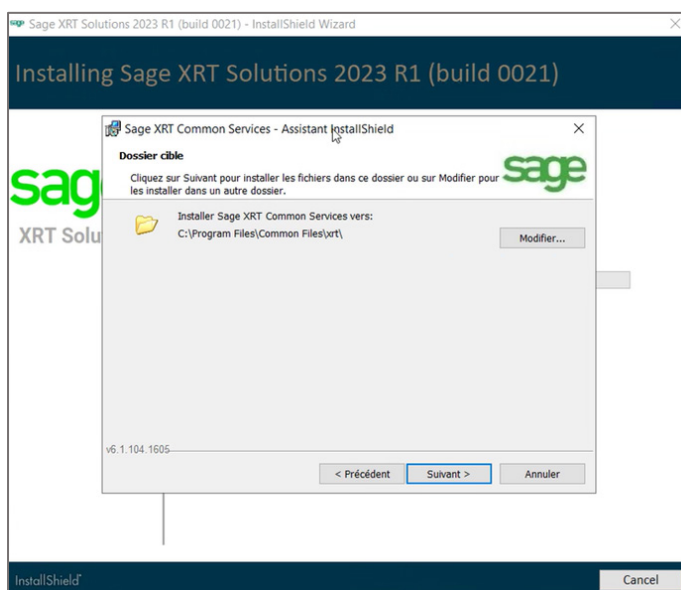 Sage XRT Solutions 2023 R1 (build 0021) - InstallShield Wizard
Installing Sage XRT Solutions 2023 R1 (build 0021)
Sage XRT Common Services - Assistant InstallShield
Dossier cible
Cliquez sur Suivant pour installer les fichiers dans ce dossier ou sur Modifier pour
les installer dans un autre dossier.
sage
sag
XRT Solu
Installer Sage XRT Common Services vers:
C:\Program Files\Common Files\xrt\
Modifier...
v6.1.104.1605
< Précédent
Suivant >
Annuler
InstallShield
Cancel